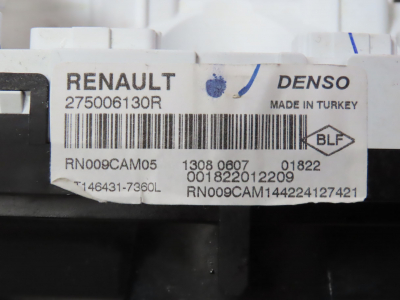 RENAULT DENSO
275006130R MADE IN TURKEY
BLF
RN009CAM05 1308 0607 01822
001822012209
T146431-7360L RN009CAM144224127421